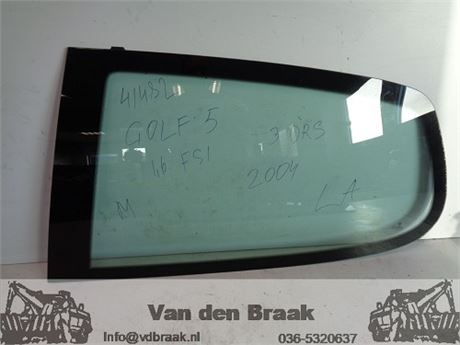 41482
GOLF 5 3 DRS
1,6 FSI 2004
M LA
Van den Braak
Info@vdbraak.nl 036-5320637